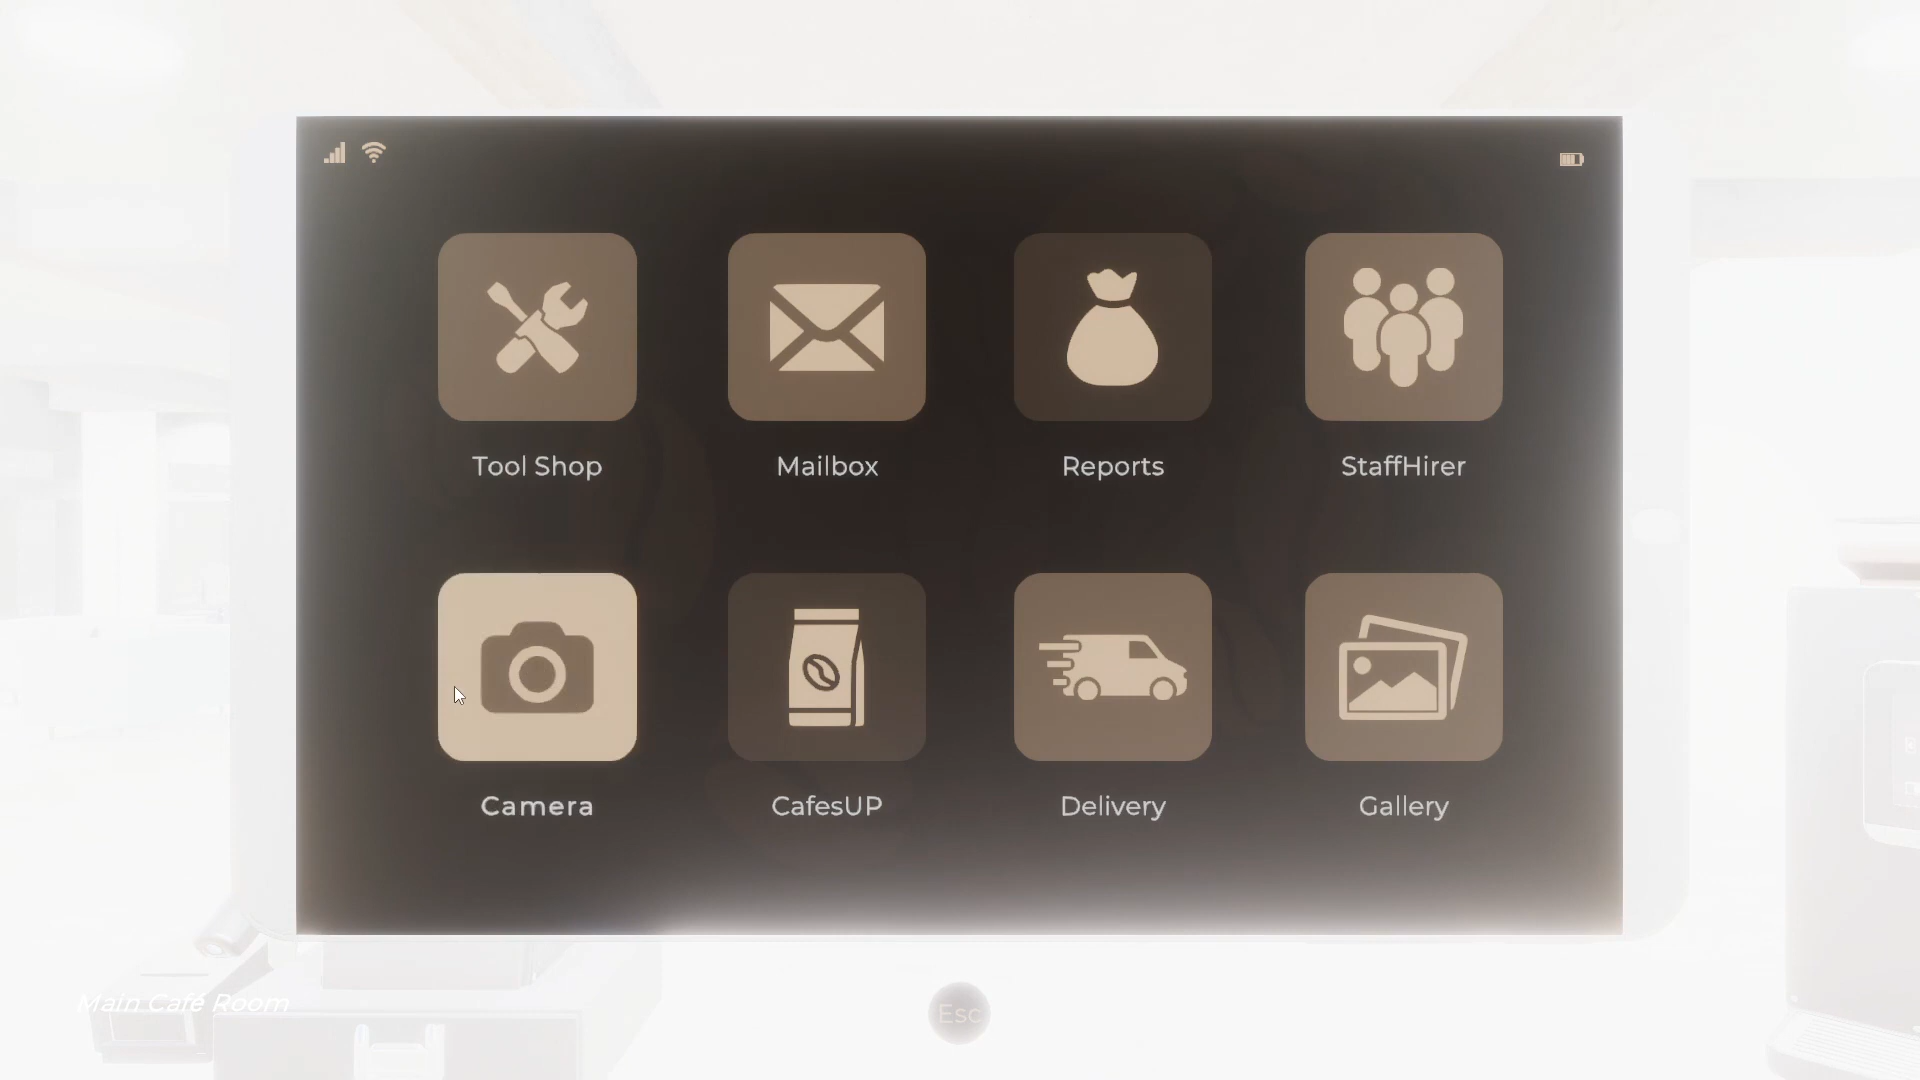 Tool Shop
Mailbox
Reports
StaffHirer
Camera
CafesUP
Delivery
Gallery
Main Café Room
Esc